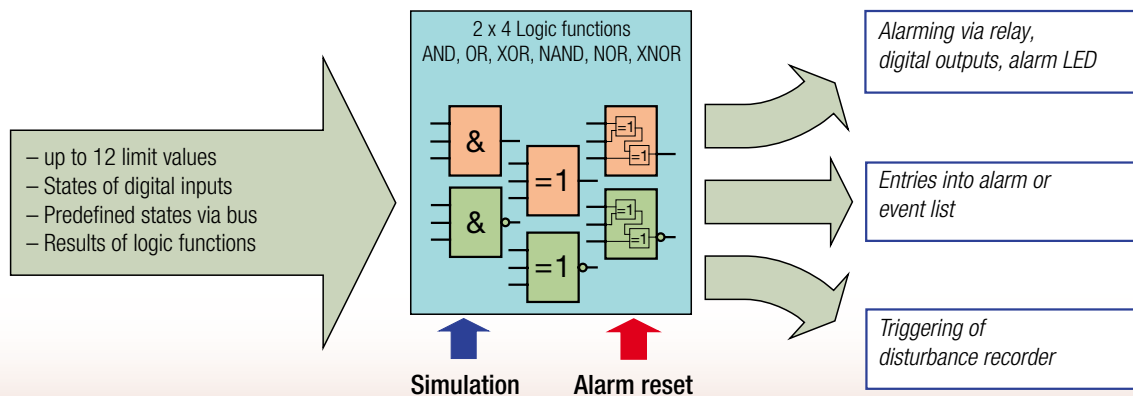 – up to 12 limit values
– States of digital inputs
– Predefined states via bus
– Results of logic functions
2 x 4 Logic functions
AND, OR, XOR, NAND, NOR, XNOR
&
=1
=1
=1
&
=1
=1
=1
Simulation
Alarm reset
Alarming via relay,
digital outputs, alarm LED
Entries into alarm or
event list
Triggering of
disturbance recorder